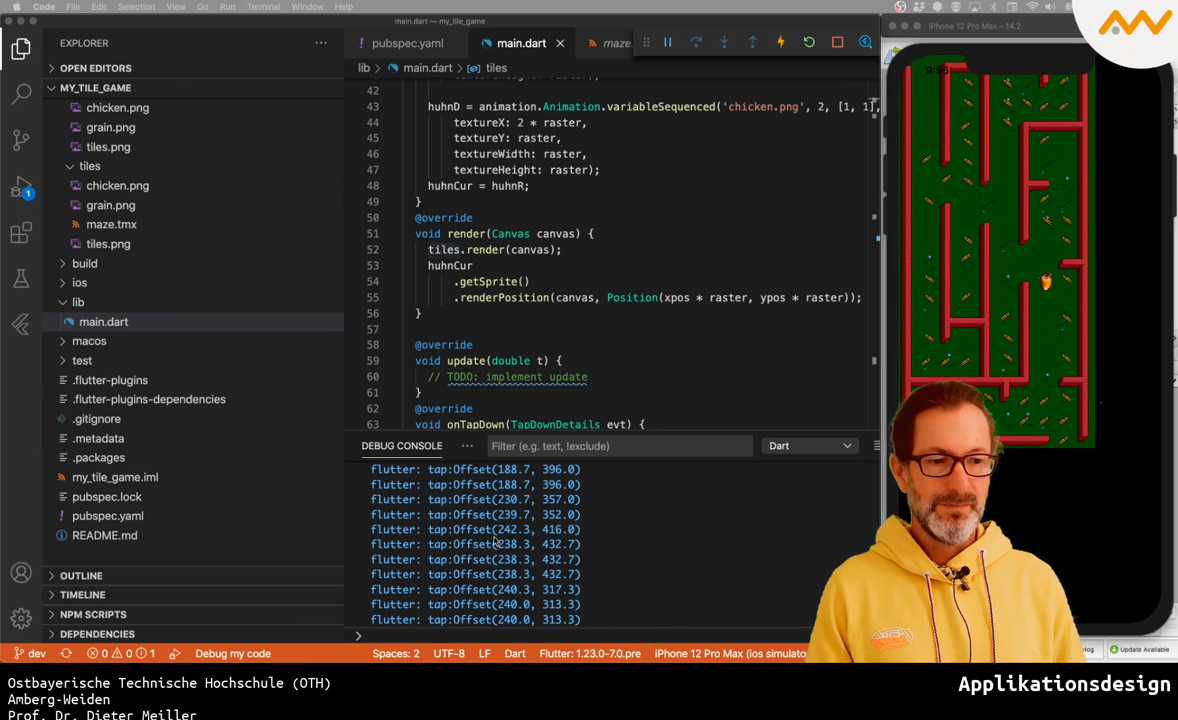 Code File Edit Selection View Go Run Terminal Window Help
main.dart — my_tile_game
iPhone 12 Pro Max – 14.2
EXPLORER
OPEN EDITORS
MY_TILE_GAME
chicken.png
grain.png
tiles.png
tiles
chicken.png
grain.png
maze.tmx
tiles.png
build
ios
lib
main.dart
macos
test
.flutter-plugins
.flutter-plugins-dependencies
.gitignore
.metadata
.packages
my_tile_game.iml
pubspec.lock
pubspec.yaml
README.md
OUTLINE
TIMELINE
NPM SCRIPTS
DEPENDENCIES
1
pubspec.yaml
main.dart
maze.
lib > main.dart > tiles
42
43 huhnD = animation.Animation.variableSequenced('chicken.png', 2, [1, 1],
44 textureX: 2 * raster,
45 textureY: raster,
46 textureWidth: raster,
47 textureHeight: raster);
48 huhnCur = huhnR;
49 }
50 @override
51 void render(Canvas canvas) {
52 tiles.render(canvas);
53 huhnCur
54 .getSprite()
55 .renderPosition(canvas, Position(xpos * raster, ypos * raster));
56 }
57
58 @override
59 void update(double t) {
60 // TODO: implement update
61 }
62 @override
63 void onTapDown(TapDownDetails evt) {
DEBUG CONSOLE
Filter (e.g. text, !exclude)
Dart
flutter: tap:Offset(188.7, 396.0)
flutter: tap:Offset(188.7, 396.0)
flutter: tap:Offset(230.7, 357.0)
flutter: tap:Offset(239.7, 352.0)
flutter: tap:Offset(242.3, 416.0)
flutter: tap:Offset(238.3, 432.7)
flutter: tap:Offset(238.3, 432.7)
flutter: tap:Offset(238.3, 432.7)
flutter: tap:Offset(240.3, 317.3)
flutter: tap:Offset(240.0, 313.3)
flutter: tap:Offset(240.0, 313.3)
dev 0 0 1 Debug my code Spaces: 2 UTF-8 LF Dart Flutter: 1.23.0-7.0.pre iPhone 12 Pro Max (ios simulato
Update Available
Ostbayerische Technische Hochschule (OTH)
Amberg-Weiden
Prof. Dr. Dieter Meiller
Applikationsdesign